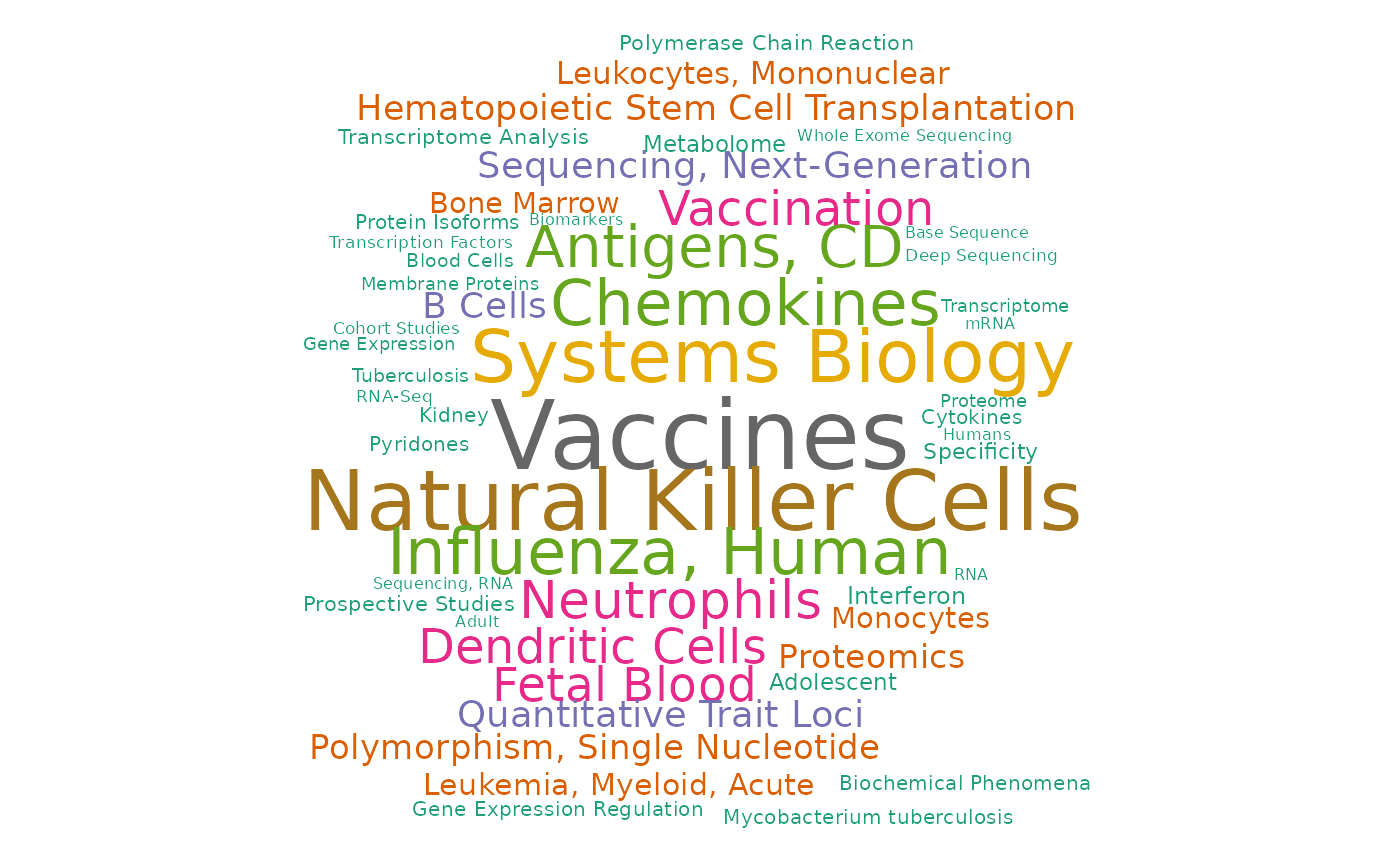 Polymerase Chain Reaction
Leukocytes, Mononuclear
Hematopoietic Stem Cell Transplantation
Transcriptome Analysis
Metabolome
Whole Exome Sequencing
Sequencing, Next-Generation
Bone Marrow
Vaccination
Protein Isoforms
Biomarkers
Antigens, CD
Base Sequence
Transcription Factors
Blood Cells
Deep Sequencing
Membrane Proteins
B Cells
Chemokines
Transcriptome
mRNA
Cohort Studies
Gene Expression
Systems Biology
Tuberculosis
RNA-Seq
Kidney
Vaccines
Proteome
Cytokines
Humans
Pyridones
Specificity
Natural Killer Cells
Influenza, Human
RNA
Sequencing, RNA
Neutrophils
Interferon
Prospective Studies
Adult
Monocytes
Dendritic Cells
Proteomics
Fetal Blood
Adolescent
Quantitative Trait Loci
Polymorphism, Single Nucleotide
Leukemia, Myeloid, Acute
Biochemical Phenomena
Gene Expression Regulation
Mycobacterium tuberculosis